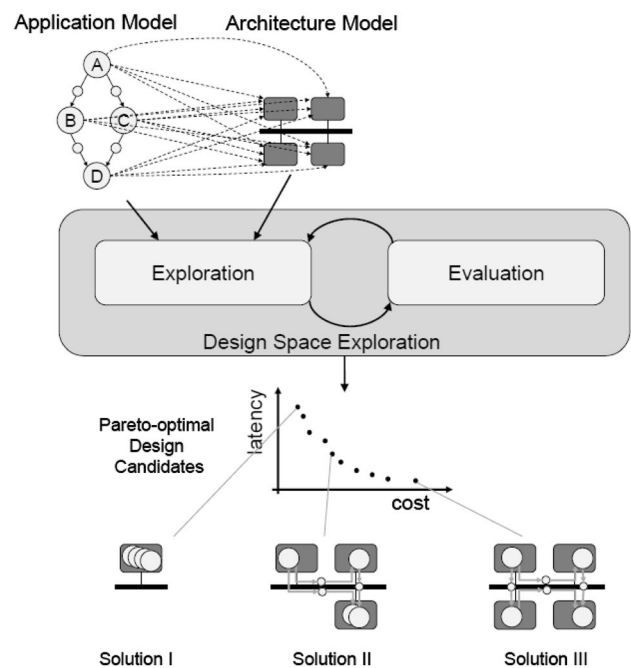 Application Model
Architecture Model
A
B
C
D
Exploration
Evaluation
Design Space Exploration
Pareto-optimal
Design
Candidates
latency
cost
Solution I
Solution II
Solution III